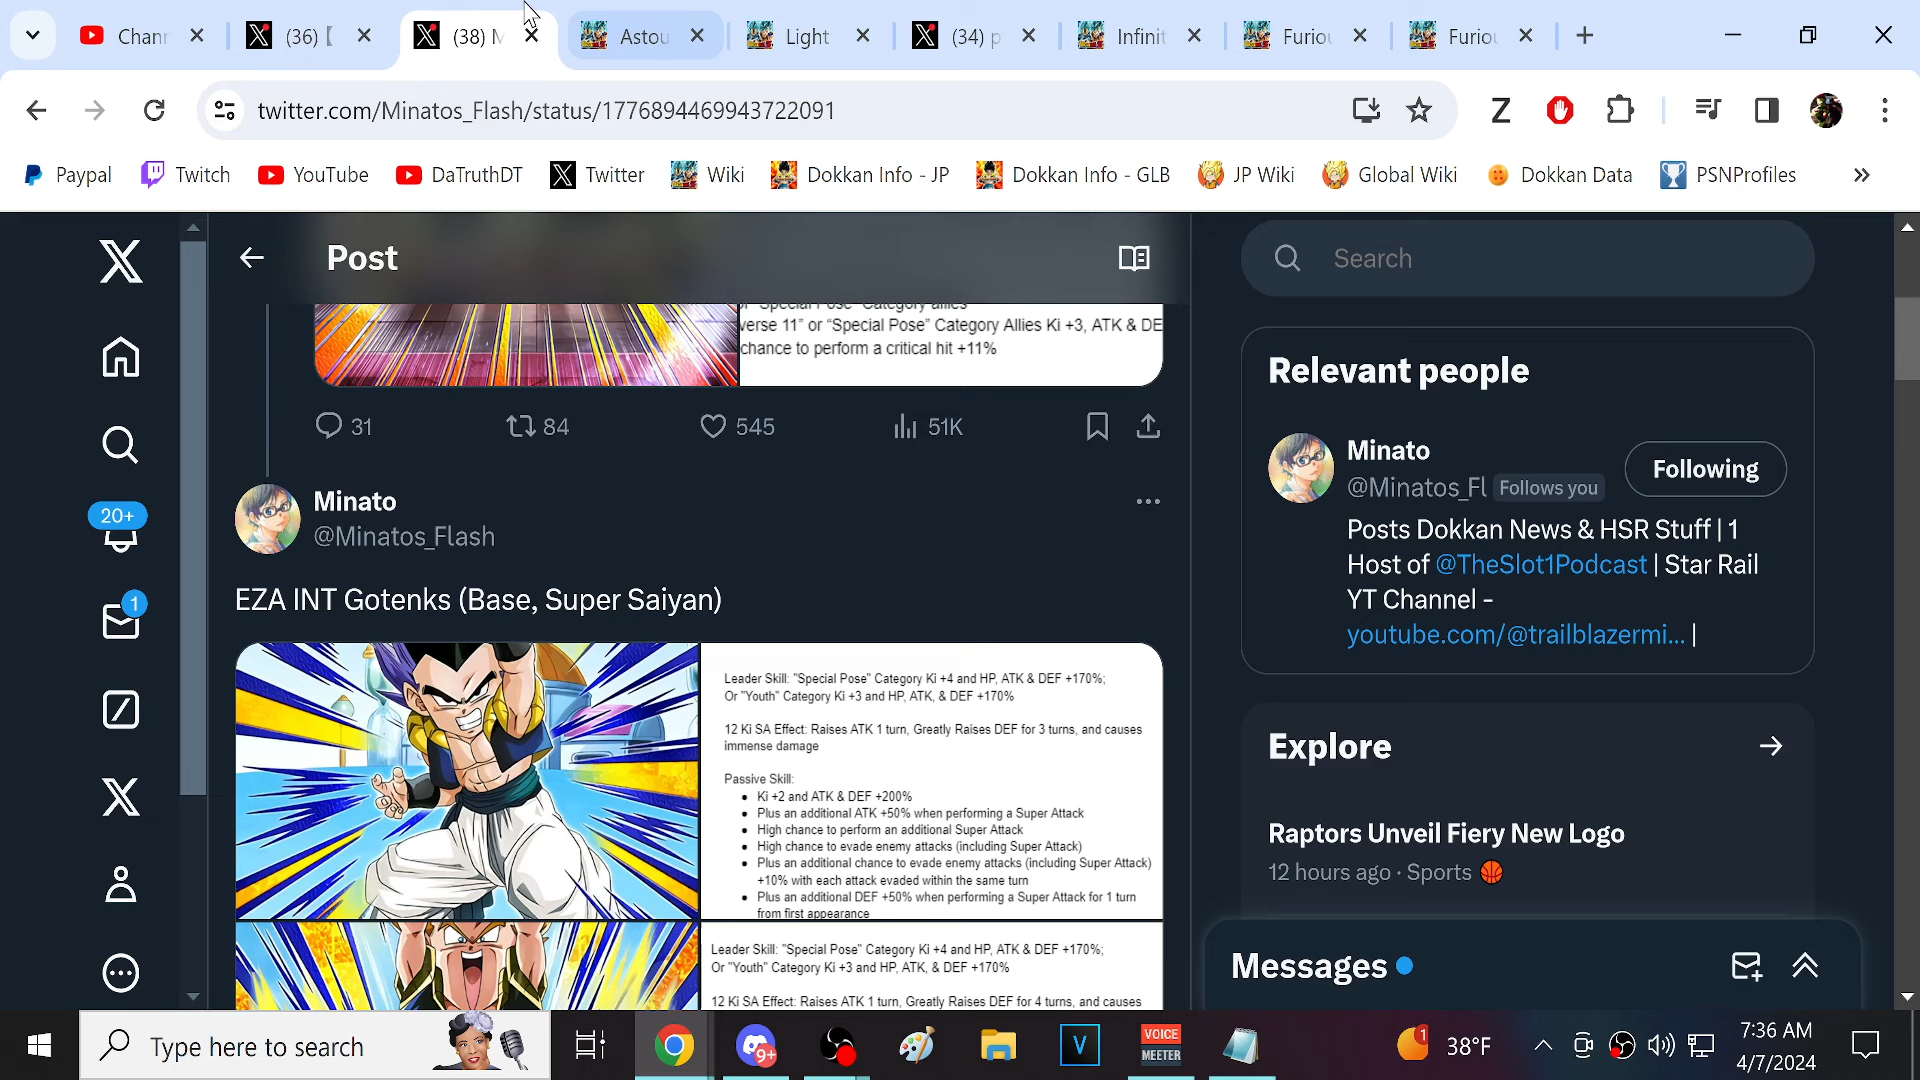 Chann
(36) [
(38) M
Astou
Light
(34) p
Infinit
Furiou
Furiou
twitter.com/Minatos_Flash/status/1776894469943722091
Z
Paypal
Twitch
YouTube
DaTruthDT
Twitter
Wiki
Dokkan Info - JP
Dokkan Info - GLB
JP Wiki
Global Wiki
Dokkan Data
PSNProfiles
»
Post
Search
"Special Pose" Category allies
verse 11" or "Special Pose" Category Allies Ki +3, ATK & DE
chance to perform a critical hit +11%
31
84
545
51K
Relevant people
Minato
@Minatos_Fl
Follows you
Following
Posts Dokkan News & HSR Stuff | 1
Host of @TheSlot1Podcast | Star Rail
YT Channel -
youtube.com/@trailblazermi... |
20+
1
Minato
@Minatos_Flash
EZA INT Gotenks (Base, Super Saiyan)
Leader Skill: "Special Pose" Category Ki +4 and HP, ATK & DEF +170%;
Or "Youth" Category Ki +3 and HP, ATK, & DEF +170%
12 Ki SA Effect: Raises ATK 1 turn, Greatly Raises DEF for 3 turns, and causes
immense damage
Passive Skill:
• Ki +2 and ATK & DEF +200%
• Plus an additional ATK +50% when performing a Super Attack
• High chance to perform an additional Super Attack
• High chance to evade enemy attacks (including Super Attack)
• Plus an additional chance to evade enemy attacks (including Super Attack)
+10% with each attack evaded within the same turn
• Plus an additional DEF +50% when performing a Super Attack for 1 turn
from first appearance
Leader Skill: "Special Pose" Category Ki +4 and HP, ATK & DEF +170%;
Or "Youth" Category Ki +3 and HP, ATK, & DEF +170%
12 Ki SA Effect: Raises ATK 1 turn, Greatly Raises DEF for 4 turns, and causes
Explore
Raptors Unveil Fiery New Logo
12 hours ago · Sports
Messages
Type here to search
9+
V
VOICE
MEETER
1
38°F
7:36 AM
4/7/2024